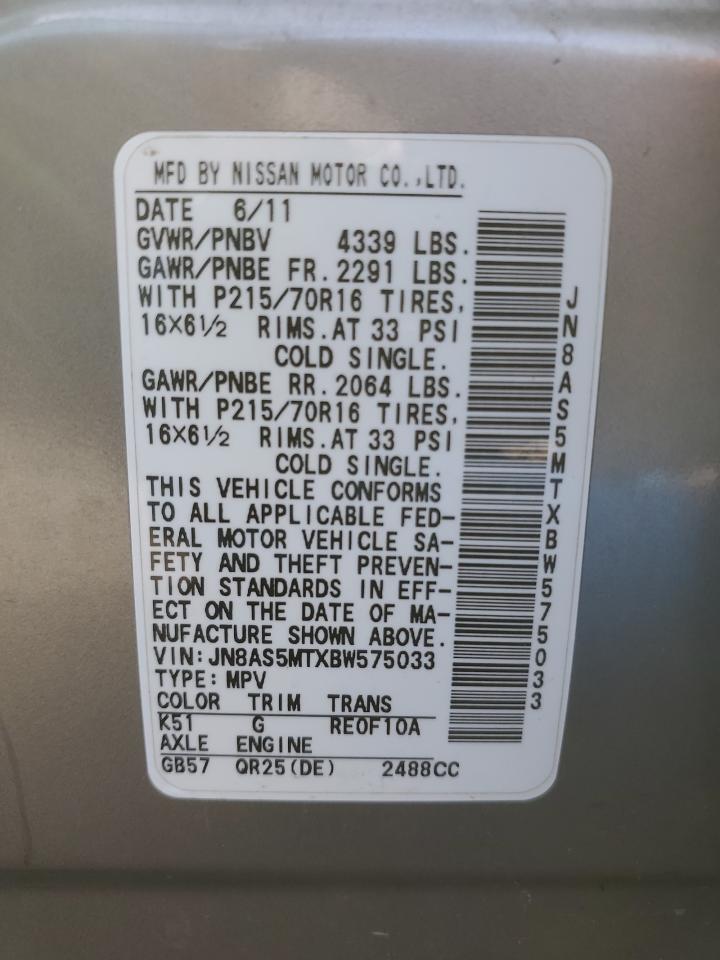 MFD BY NISSAN MOTOR CO.,LTD.
DATE 6/11
GVWR/PNBV 4339 LBS.
GAWR/PNBE FR.2291 LBS.
WITH P215/70R16 TIRES,
16X6½ RIMS.AT 33 PSI
COLD SINGLE.
GAWR/PNBE RR.2064 LBS.
WITH P215/70R16 TIRES,
16X6½ RIMS.AT 33 PSI
COLD SINGLE.
THIS VEHICLE CONFORMS
TO ALL APPLICABLE FED-
ERAL MOTOR VEHICLE SA-
FETY AND THEFT PREVEN-
TION STANDARDS IN EFF-
ECT ON THE DATE OF MA-
NUFACTURE SHOWN ABOVE.
VIN:JN8AS5MTXBW575033
TYPE:MPV
COLOR TRIM TRANS
K51 G RE0F10A
AXLE ENGINE
GB57 QR25(DE) 2488CC
JN8AS5MTXBW575033